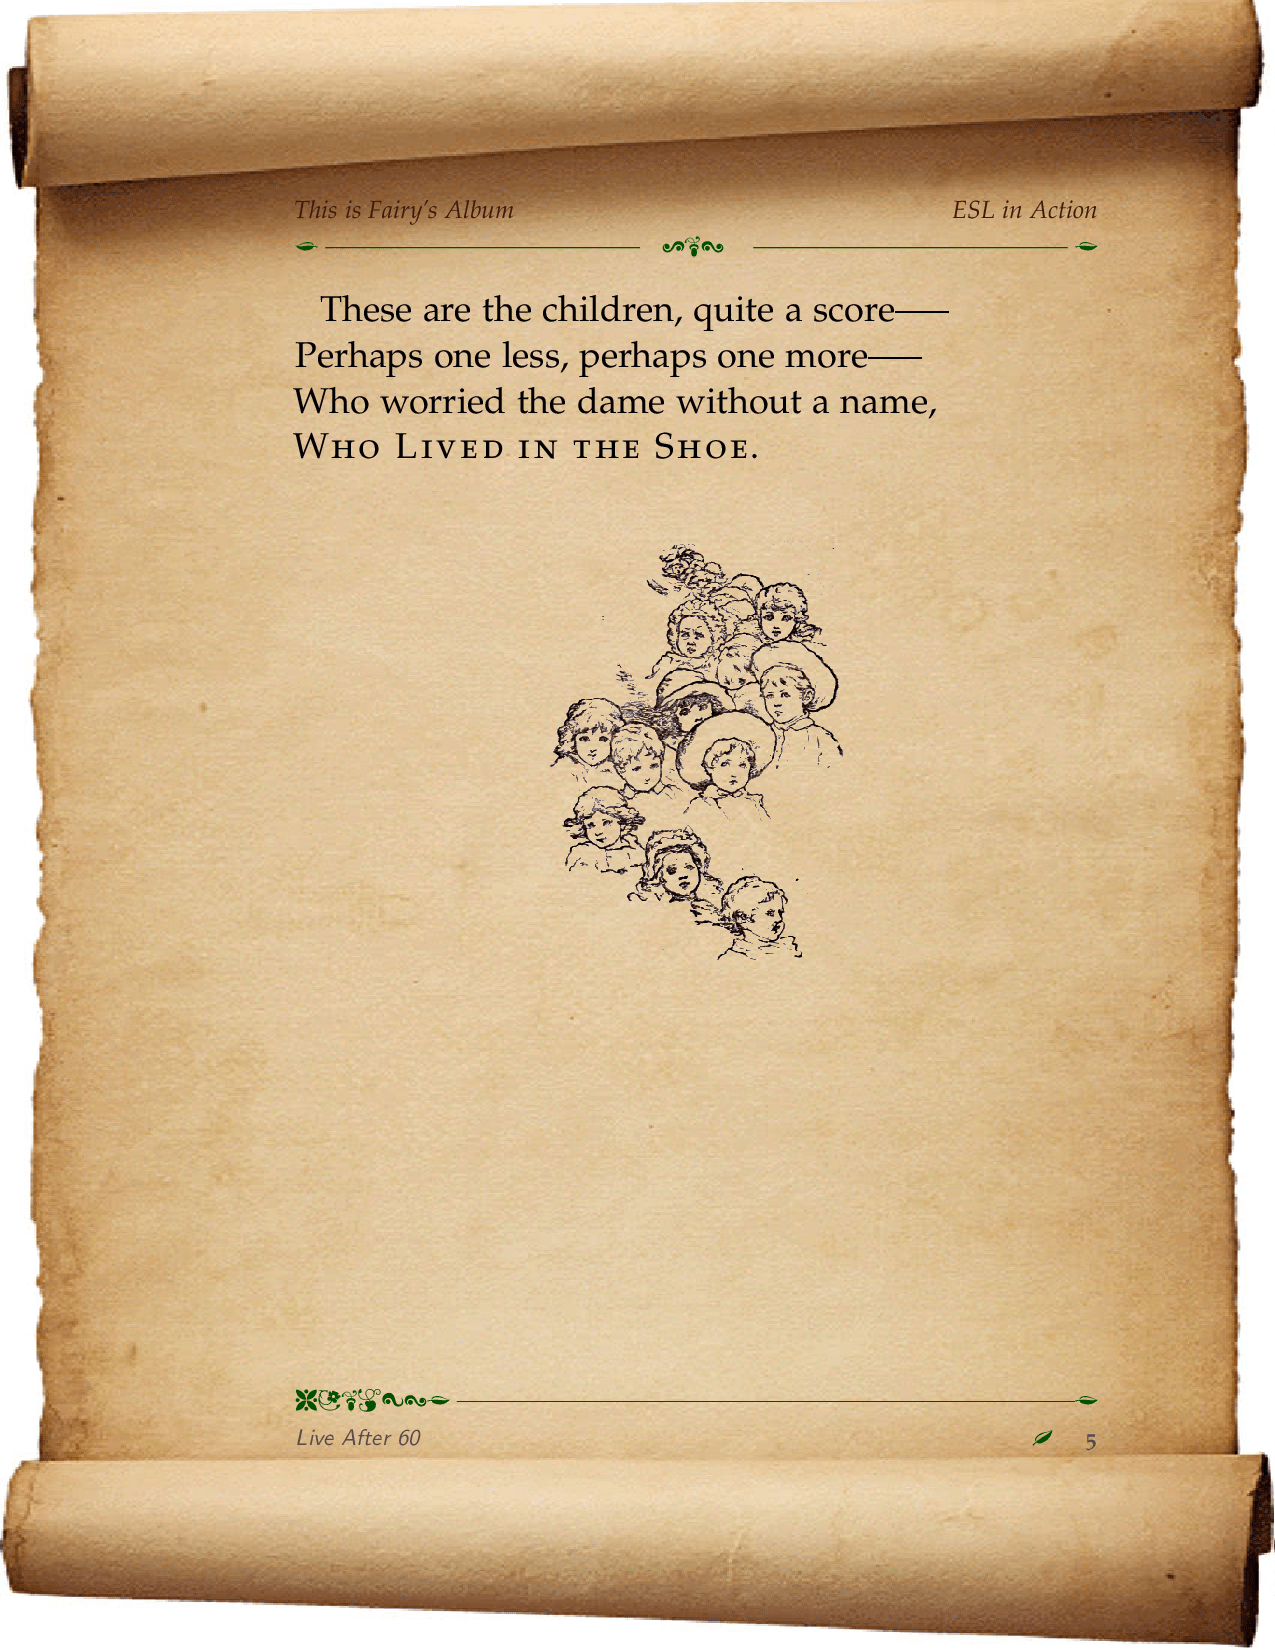 This is Fairy's Album ESL in Action
These are the children, quite a score——
Perhaps one less, perhaps one more——
Who worried the dame without a name,
Who Lived in the Shoe.
Live After 60 5